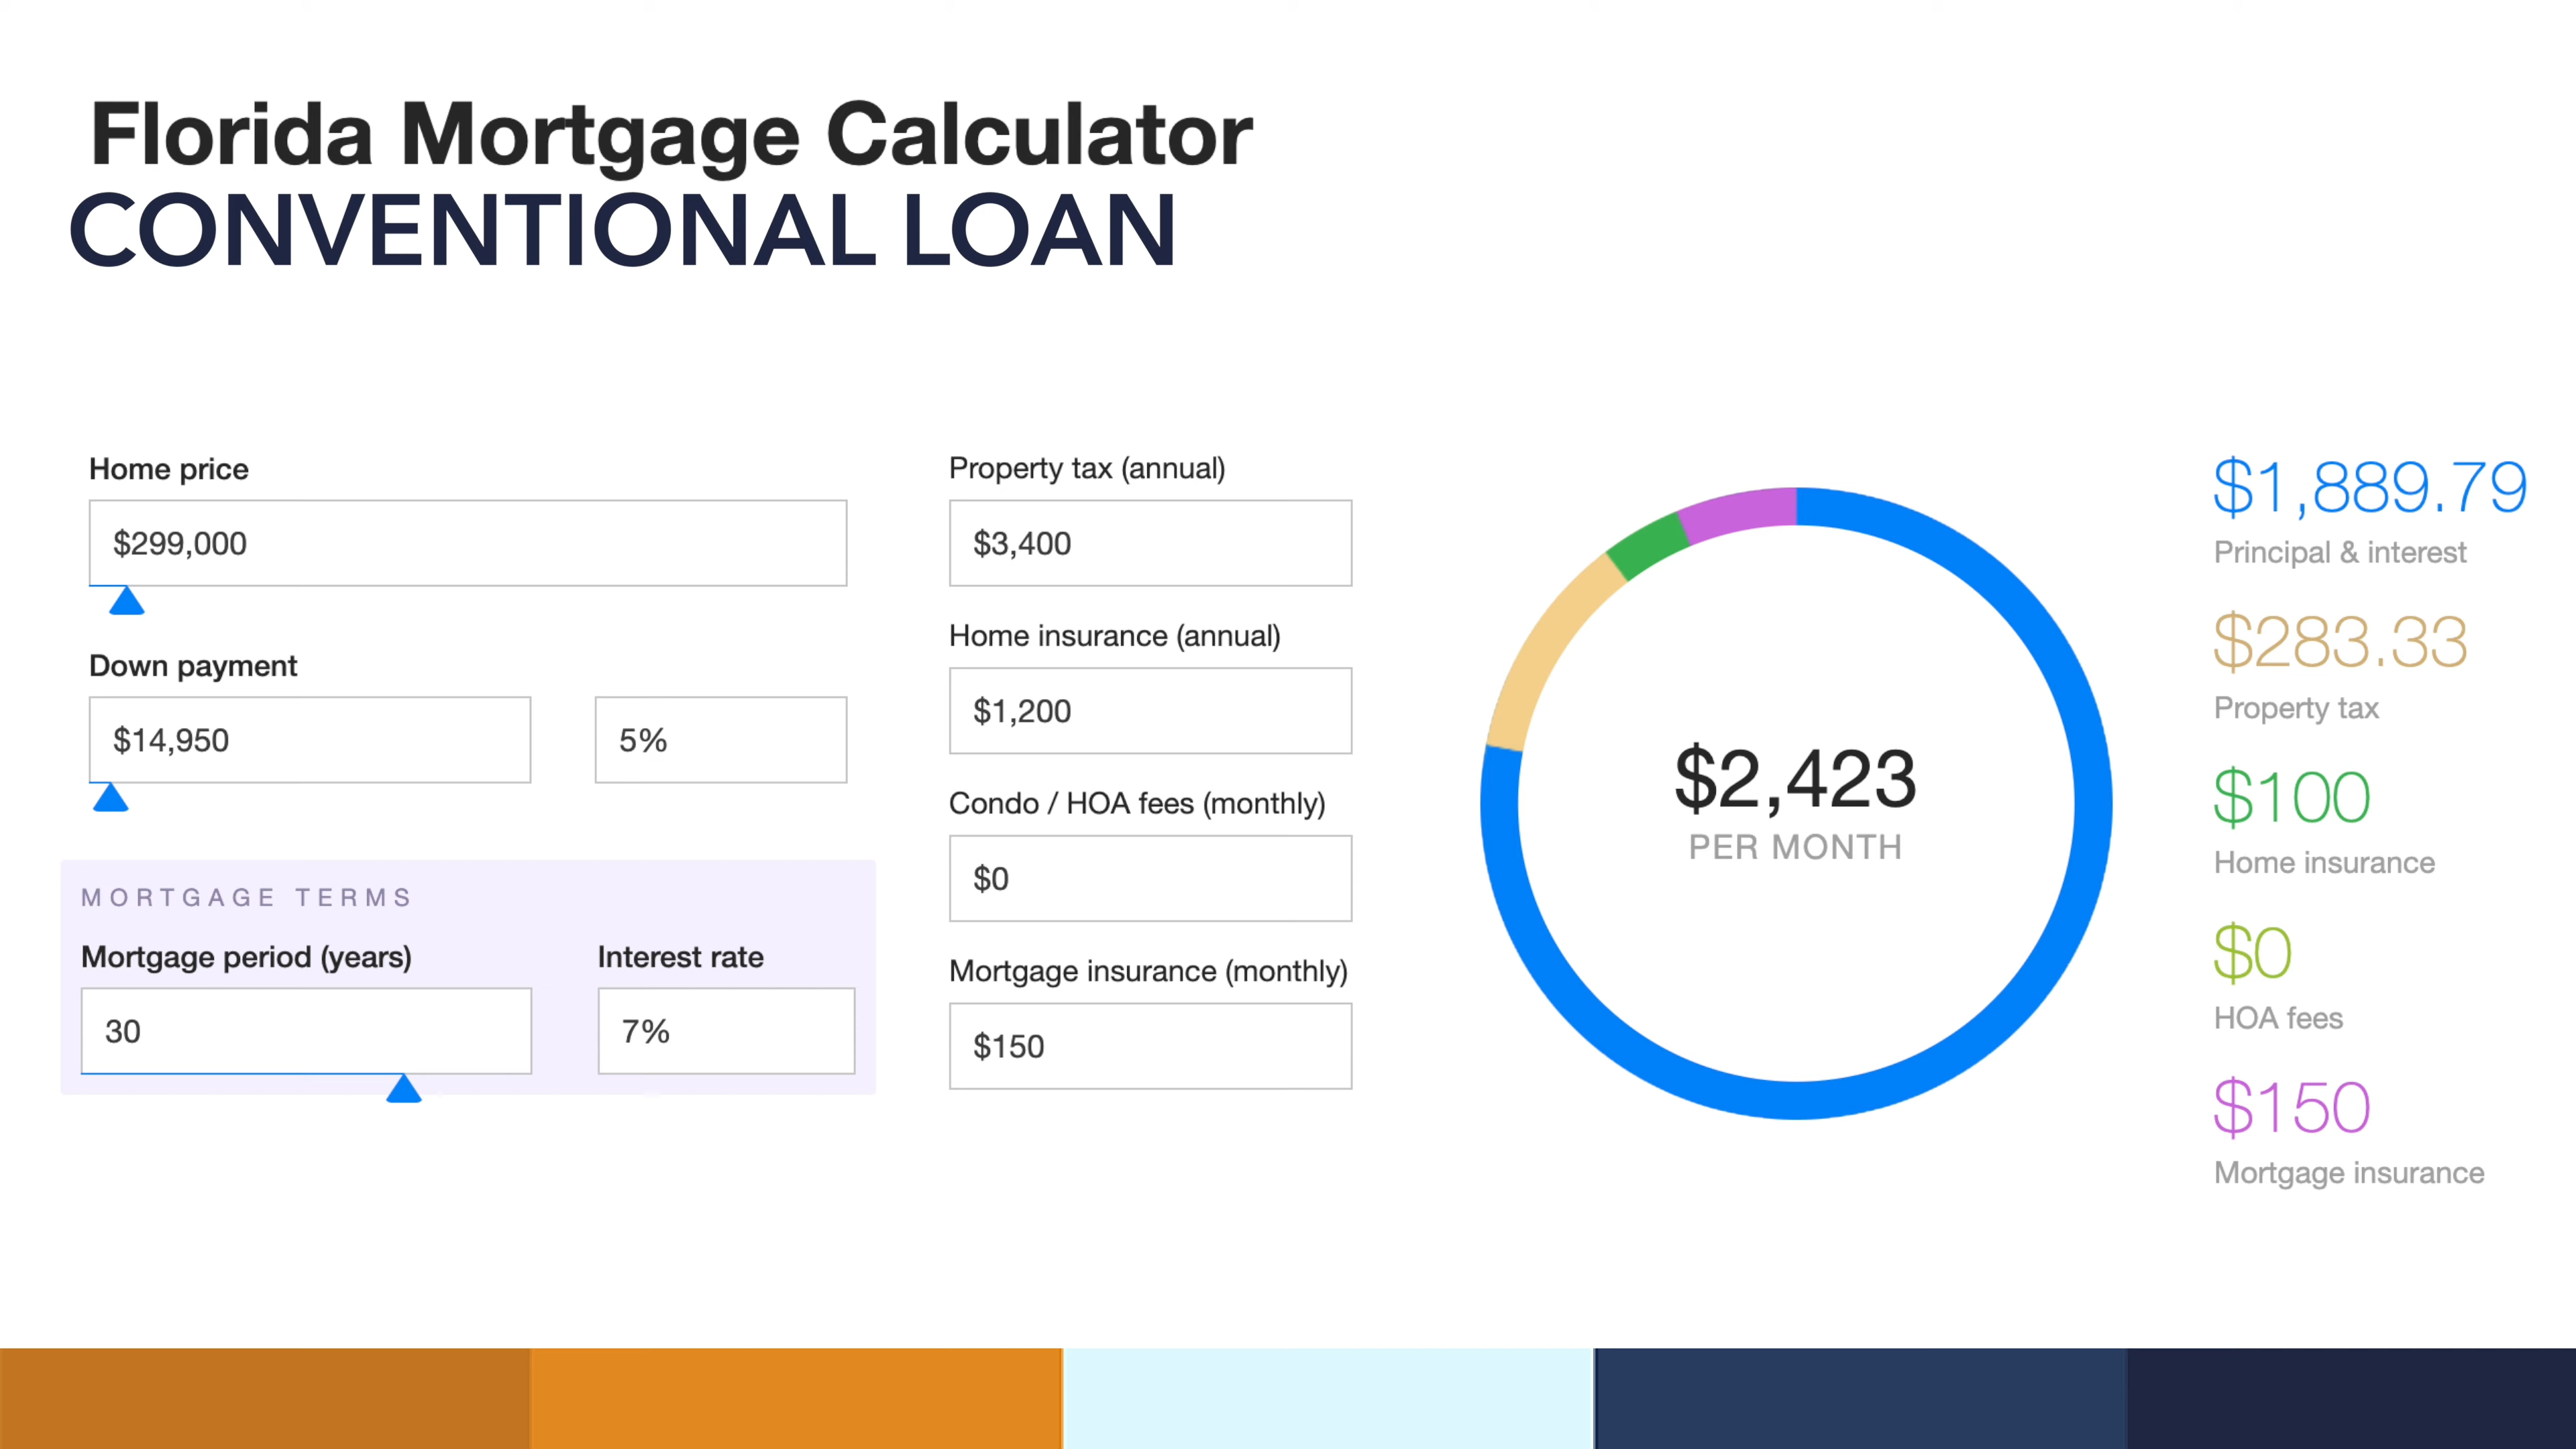 Florida Mortgage Calculator
CONVENTIONAL LOAN
Home price
$299,000
Down payment
$14,950
5%
MORTGAGE TERMS
Mortgage period (years)
Interest rate
30
7%
Property tax (annual)
$3,400
Home insurance (annual)
$1,200
Condo / HOA fees (monthly)
$0
Mortgage insurance (monthly)
$150
$2,423
PER MONTH
$1,889.79
Principal & interest
$283.33
Property tax
$100
Home insurance
$0
HOA fees
$150
Mortgage insurance